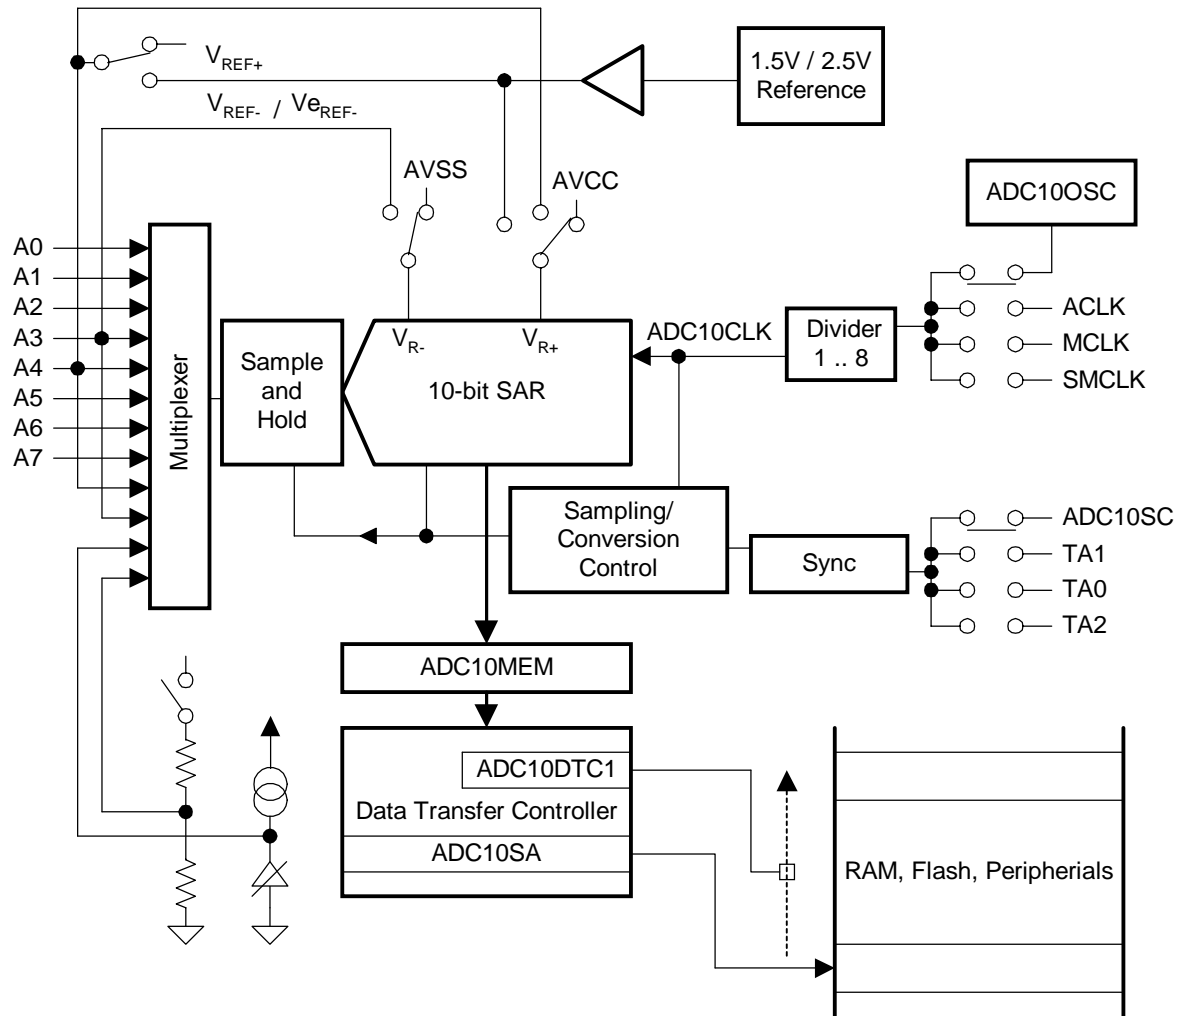 1.5V / 2.5V
Reference
VREF+
VREF- / VeREF-
AVSS
AVCC
ADC10OSC
A0
A1
A2
A3
A4
A5
A6
A7
Multiplexer
Sample
and
Hold
VR-
VR+
10-bit SAR
ADC10CLK
Divider
1 .. 8
ACLK
MCLK
SMCLK
Sampling/
Conversion
Control
Sync
ADC10SC
TA1
TA0
TA2
ADC10MEM
ADC10DTC1
Data Transfer Controller
ADC10SA
RAM, Flash, Peripherials